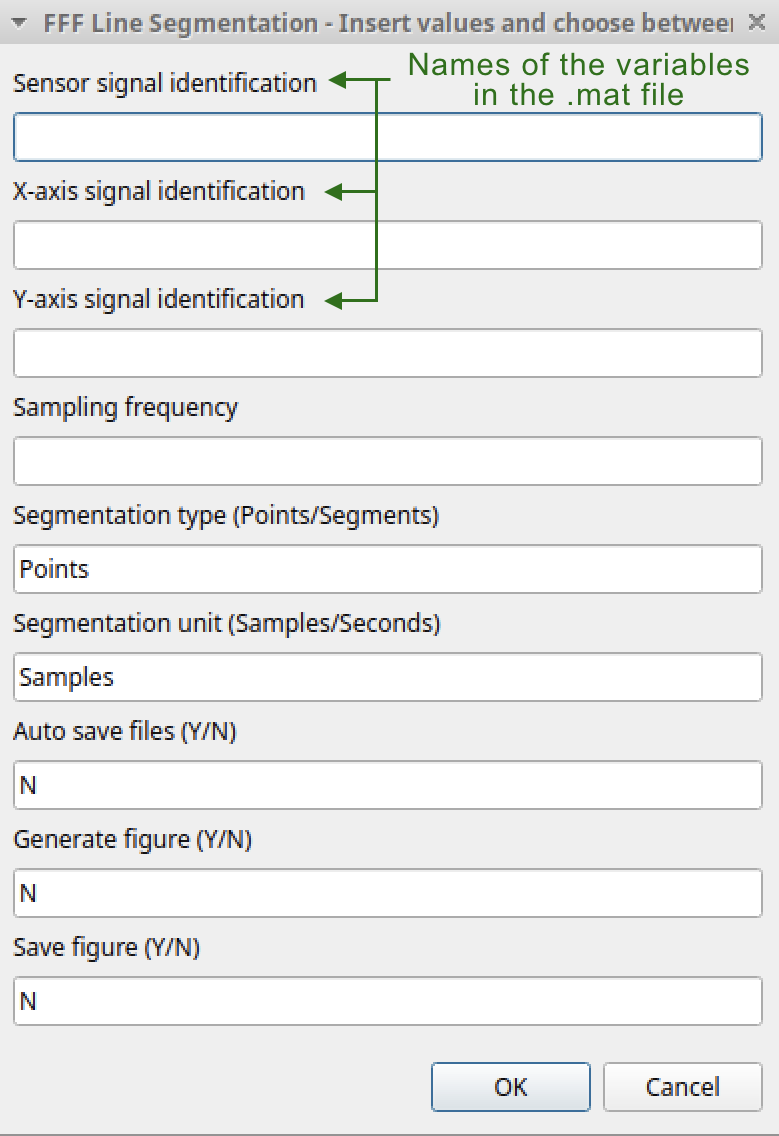 FFF Line Segmentation - Insert values and choose between
Names of the variables
in the .mat file
Sensor signal identification
X-axis signal identification
Y-axis signal identification
Sampling frequency
Segmentation type (Points/Segments)
Points
Segmentation unit (Samples/Seconds)
Samples
Auto save files (Y/N)
N
Generate figure (Y/N)
N
Save figure (Y/N)
N
OK
Cancel